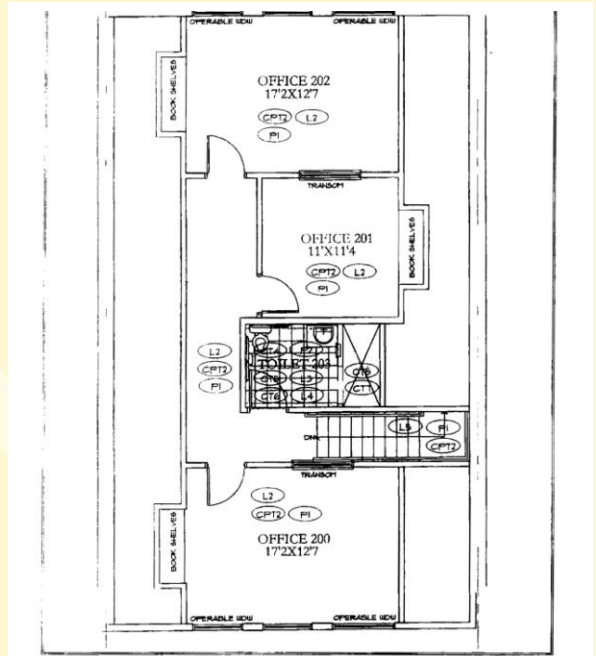 OPERABLE WDW
OPERABLE WDW
BOOK SHELVES
OFFICE 202
17'2X12'7
CPT2 L2
P1
TRANSOM
OFFICE 201
11'X11'4
CPT2 L2
P1
BOOK SHELVES
L2
CPT2
P1
TOILET 203
L3
CT6 L4
CT7
DN
L5 P1
CPT2
TRANSOM
L2
CPT2 P1
BOOK SHELVES
OFFICE 200
17'2X12'7
OPERABLE WDW
OPERABLE WDW